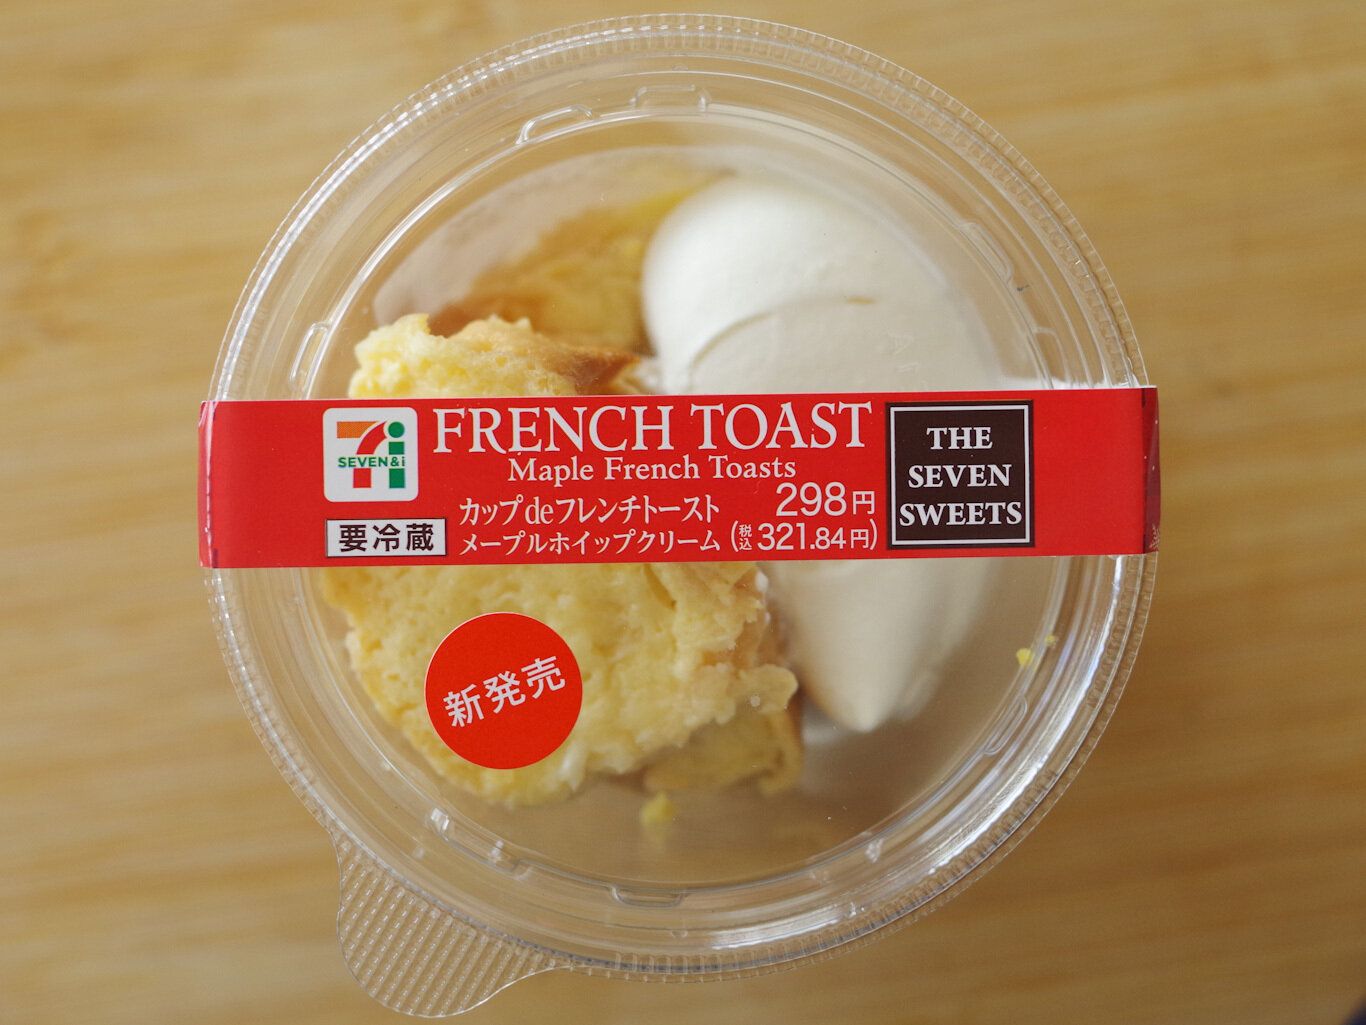 SEVEN&i
FRENCH TOAST
Maple French Toasts
カップdeフレンチトースト
メープルホイップクリーム
298円
(税込321.84円)
要冷蔵
THE
SEVEN
SWEETS
新発売